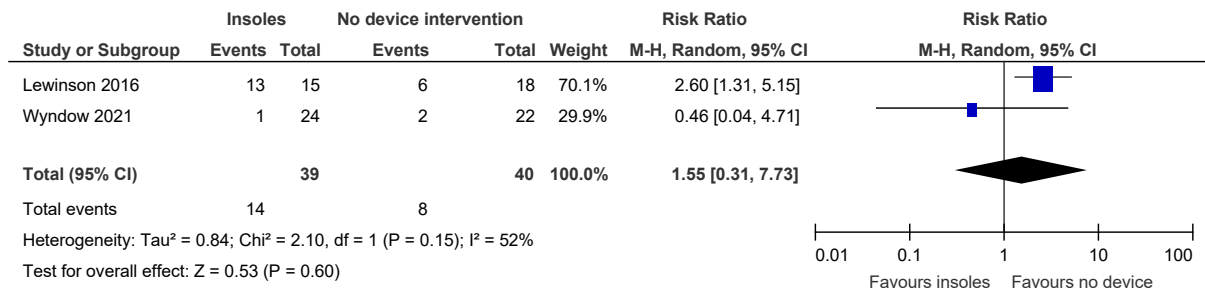 Insoles No device intervention Risk Ratio Risk Ratio
Study or Subgroup Events Total Events Total Weight M-H, Random, 95% CI M-H, Random, 95% CI
Lewinson 2016 13 15 6 18 70.1% 2.60 [1.31, 5.15]
Wyndow 2021 1 24 2 22 29.9% 0.46 [0.04, 4.71]
Total (95% CI) 39 40 100.0% 1.55 [0.31, 7.73]
Total events 14 8
Heterogeneity: Tau² = 0.84; Chi² = 2.10, df = 1 (P = 0.15); I² = 52%
Test for overall effect: Z = 0.53 (P = 0.60)
0.01 0.1 1 10 100
Favours insoles Favours no device